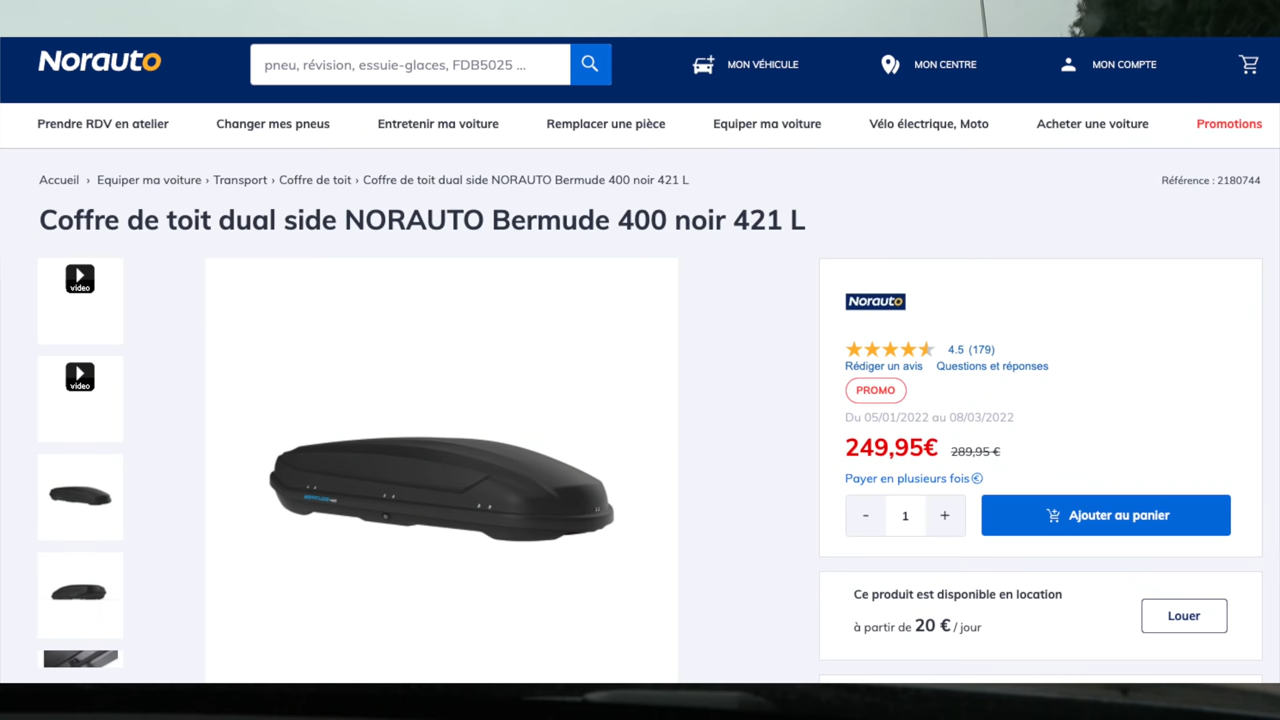 Norauto
pneu, révision, essuie-glaces, FDB5025 ...
MON VÉHICULE
MON CENTRE
MON COMPTE
Prendre RDV en atelier
Changer mes pneus
Entretenir ma voiture
Remplacer une pièce
Equiper ma voiture
Vélo électrique, Moto
Acheter une voiture
Promotions
Accueil › Equiper ma voiture › Transport › Coffre de toit › Coffre de toit dual side NORAUTO Bermude 400 noir 421 L
Référence : 2180744
Coffre de toit dual side NORAUTO Bermude 400 noir 421 L
video
video
BERMUDE 400
Norauto
4.5 (179)
Rédiger un avis Questions et réponses
PROMO
Du 05/01/2022 au 08/03/2022
249,95€ 289,95 €
Payer en plusieurs fois
- 1 +
Ajouter au panier
Ce produit est disponible en location
à partir de 20 € / jour
Louer